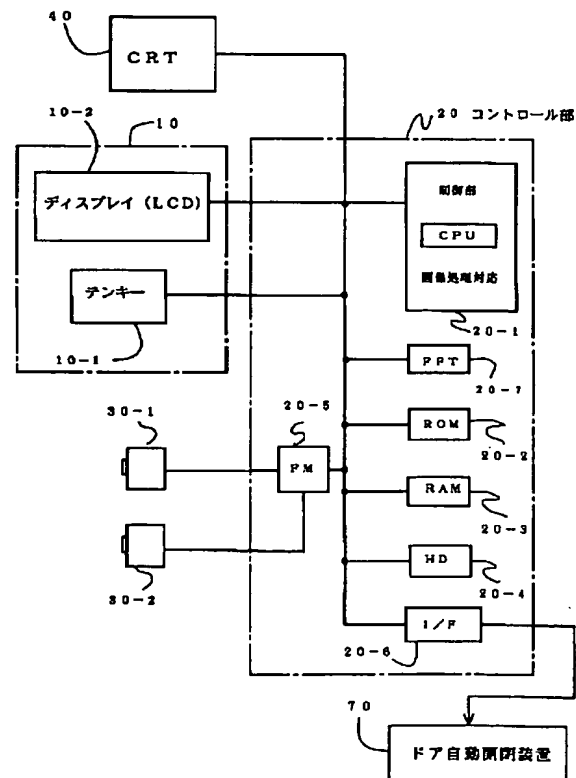 40
CRT
10-2
10
20 コントロール部
ディスプレイ (LCD)
制御部
CPU
画像処理対応
テンキー
20-1
10-1
FFT
20-7
30-1
20-5
ROM
FM
20-2
RAM
20-3
HD
30-2
20-4
I/F
20-6
70
ドア自動開閉装置